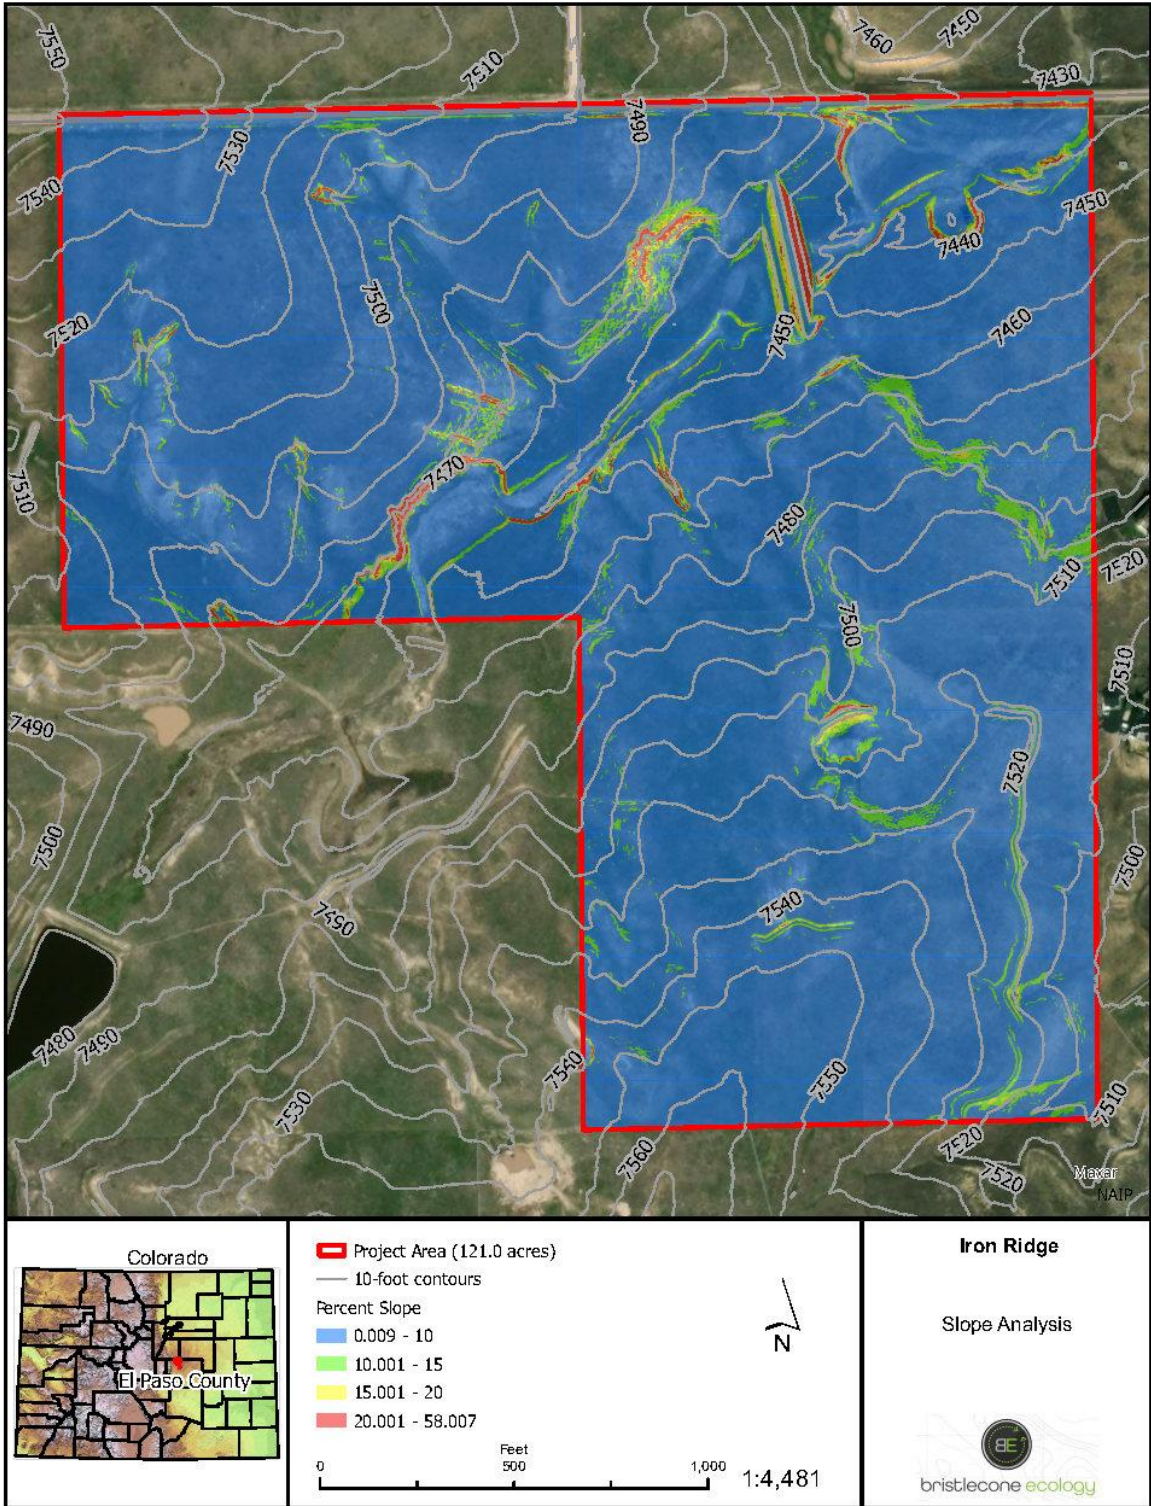 7550
7510
7460
7450
7430
7530
7490
7540
7450
7440
7500
7520
7460
7450
7470
7510
7480
7520
7510
7500
7510
7490
7520
7500
7500
7540
7490
7480
7490
7540
7550
7530
7510
7520
7560
7520
Maxar
NAIP
Colorado
El Paso County
Project Area (121.0 acres)
10-foot contours
Percent Slope
0.009 - 10
10.001 - 15
15.001 - 20
20.001 - 58.007
Feet
0 500 1,000
1:4,481
N
Iron Ridge
Slope Analysis
BE
bristlecone ecology